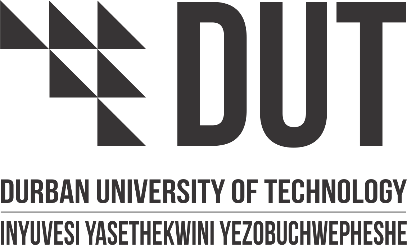 DUT
DURBAN UNIVERSITY OF TECHNOLOGY
INYUVESI YASETHEKWINI YEZOBUCHWEPHESHE